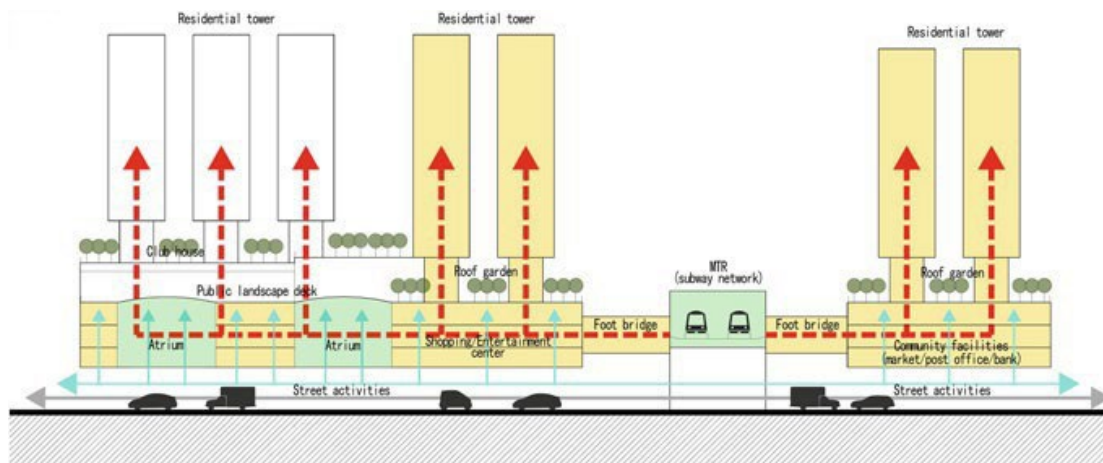 Residential tower
Residential tower
Residential tower
Club house
Roof garden
MTR
(subway network)
Roof garden
Public landscape deck
Foot bridge
Foot bridge
Atrium
Atrium
Shopping/Entertainment
center
Community facilities
(market/post office/bank)
Street activities
Street activities